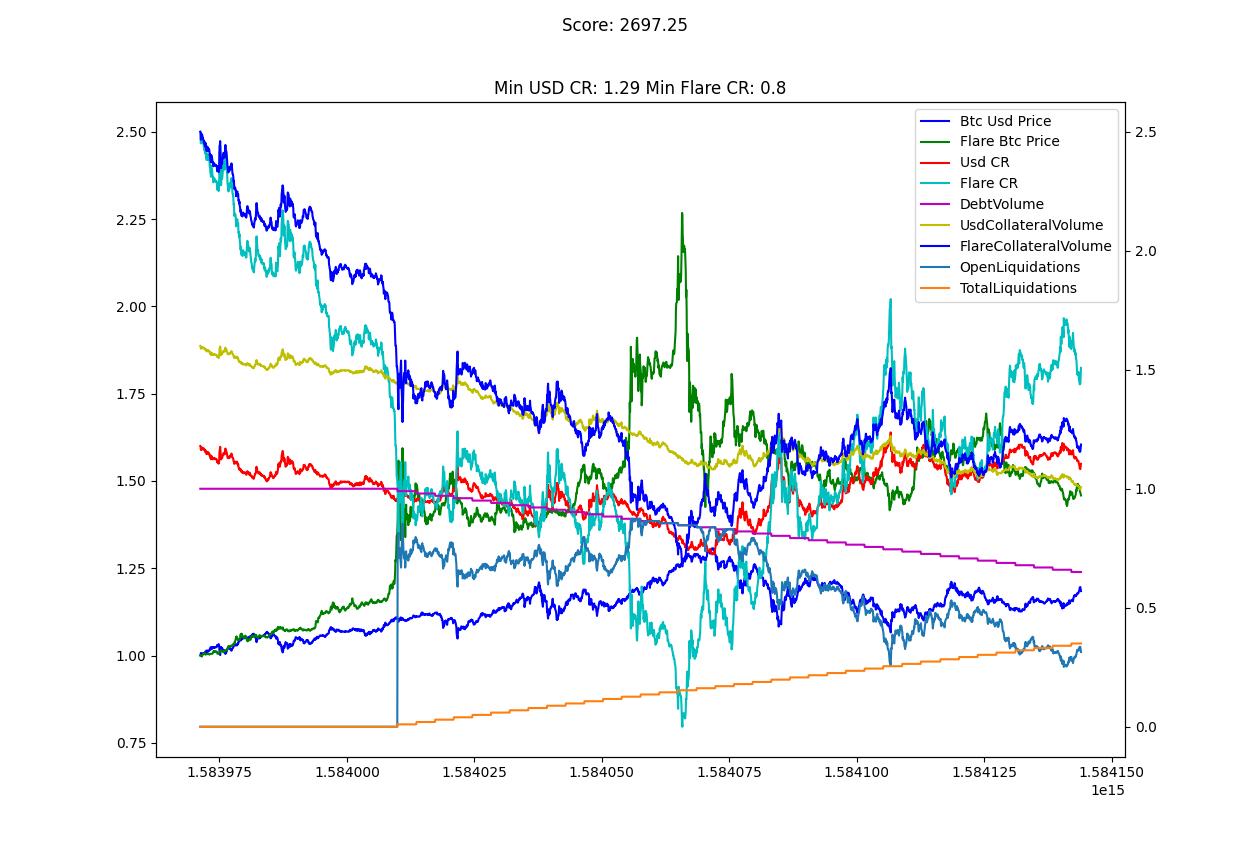 Score: 2697.25
Min USD CR: 1.29 Min Flare CR: 0.8
2.50
2.25
2.00
1.75
1.50
1.25
1.00
0.75
Btc Usd Price
Flare Btc Price
Usd CR
Flare CR
DebtVolume
UsdCollateralVolume
FlareCollateralVolume
OpenLiquidations
TotalLiquidations
2.5
2.0
1.5
1.0
0.5
0.0
1.583975 1.584000 1.584025 1.584050 1.584075 1.584100 1.584125 1.584150
1e15